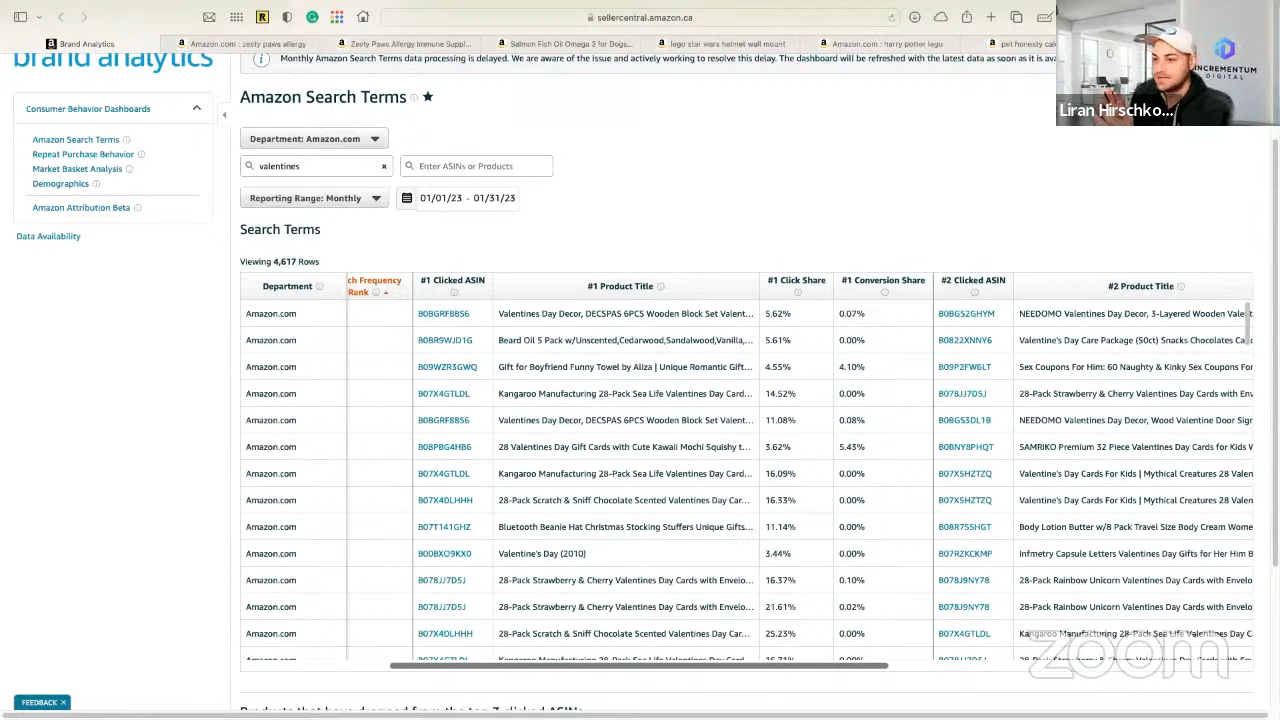 sellercentral.amazon.ca
Brand Analytics
Amazon.com : zesty paws allergy
Zesty Paws Allergy Immune Suppl...
Salmon Fish Oil Omega 3 for Dogs...
lego star wars helmet wall mount
Amazon.com : harry potter lego
INCREMENTUM
DIGITAL
Liran Hirschko...
brand analytics
Monthly Amazon Search Terms data processing is delayed. We are aware of the issue and actively working to resolve this delay. The dashboard will be refreshed with the latest data as soon as it is
Consumer Behavior Dashboards
Amazon Search Terms
Repeat Purchase Behavior
Market Basket Analysis
Demographics
Amazon Attribution Beta
Data Availability
Amazon Search Terms
Department: Amazon.com
valentines
Enter ASINs or Products
Reporting Range: Monthly
01/01/23 - 01/31/23
Search Terms
Viewing 4,617 Rows
Department ch Frequency Rank #1 Clicked ASIN #1 Product Title #1 Click Share #1 Conversion Share #2 Clicked ASIN #2 Product Title
Amazon.com B0BGRF8856 Valentines Day Decor, DECSPAS 6PCS Wooden Block Set Valent... 5.62% 0.07% B0BGS2GHYM NEEDOMO Valentines Day Decor, 3-Layered Wooden Valent
Amazon.com B0BR9WJD1G Beard Oil 5 Pack w/Unscented,Cedarwood,Sandalwood,Vanilla,... 5.61% 0.00% B0822XNNY6 Valentine's Day Care Package (50ct) Snacks Chocolates
Amazon.com B09WZR3GWQ Gift for Boyfriend Funny Towel by Aliza | Unique Romantic Gift... 4.55% 4.10% B09P2FW6LT Sex Coupons For Him: 60 Naughty & Kinky Sex Coupons For
Amazon.com B07X4GTLDL Kangaroo Manufacturing 28-Pack Sea Life Valentines Day Card... 14.52% 0.00% B078JJ7D5J 28-Pack Strawberry & Cherry Valentines Day Cards with Env
Amazon.com B0BGRF8856 Valentines Day Decor, DECSPAS 6PCS Wooden Block Set Valent... 11.08% 0.08% B0BGS3DL1B NEEDOMO Valentines Day Decor, Wood Valentine Door Sign
Amazon.com B08PBG4HB6 28 Valentines Day Gift Cards with Cute Kawaii Mochi Squishy t... 3.62% 5.43% B0BNY8PHQT SAMRIKO Premium 32 Piece Valentines Day Cards for Kids
Amazon.com B07X4GTLDL Kangaroo Manufacturing 28-Pack Sea Life Valentines Day Card... 16.09% 0.00% B07X5HZTZQ Valentine's Day Cards For Kids | Mythical Creatures 28 Valen
Amazon.com B07X4DLHHH 28-Pack Scratch & Sniff Chocolate Scented Valentines Day Car... 16.33% 0.00% B07X5HZTZQ Valentine's Day Cards For Kids | Mythical Creatures 28 Valen
Amazon.com B07T141GHZ Bluetooth Beanie Hat Christmas Stocking Stuffers Unique Gifts... 11.14% 0.00% B08R7SSHGT Body Lotion Butter w/8 Pack Travel Size Body Cream Wome
Amazon.com B00BXO9KX0 Valentine's Day (2010) 3.44% 0.00% B07RZKCKMP Infmetry Capsule Letters Valentines Day Gifts for Her Him B
Amazon.com B078JJ7D5J 28-Pack Strawberry & Cherry Valentines Day Cards with Envelo... 16.37% 0.10% B078J9NY78 28-Pack Rainbow Unicorn Valentines Day Cards with Envelo
Amazon.com B078JJ7D5J 28-Pack Strawberry & Cherry Valentines Day Cards with Envelo... 21.61% 0.02% B078J9NY78 28-Pack Rainbow Unicorn Valentines Day Cards with Envelo
Amazon.com B07X4DLHHH 28-Pack Scratch & Sniff Chocolate Scented Valentines Day Car... 25.23% 0.00% B07X4GTLDL Kangaroo Manufacturing 28-Pack Sea Life Valentines Day C
zoom
FEEDBACK ×